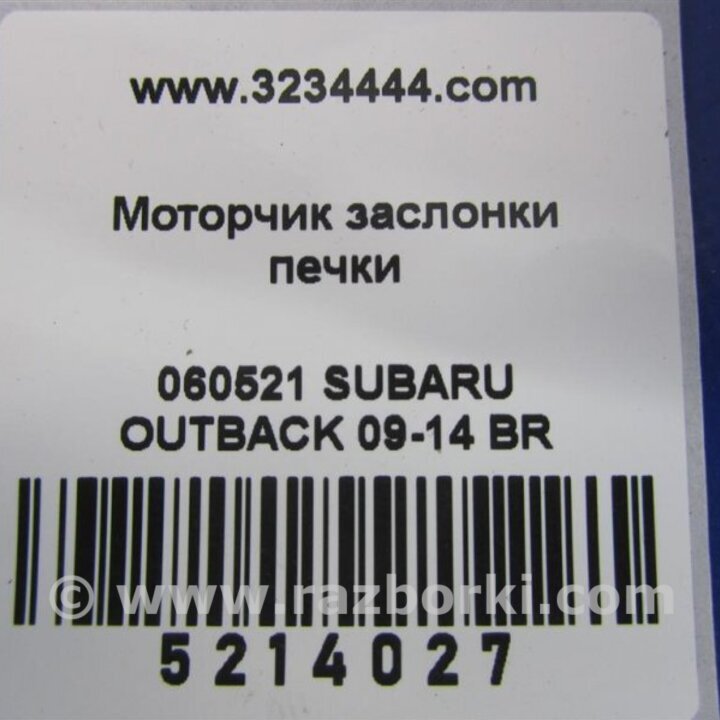 www.3234444.com
Моторчик заслонки
печки
060521 SUBARU
OUTBACK 09-14 BR
© www.razborki.com
5214027